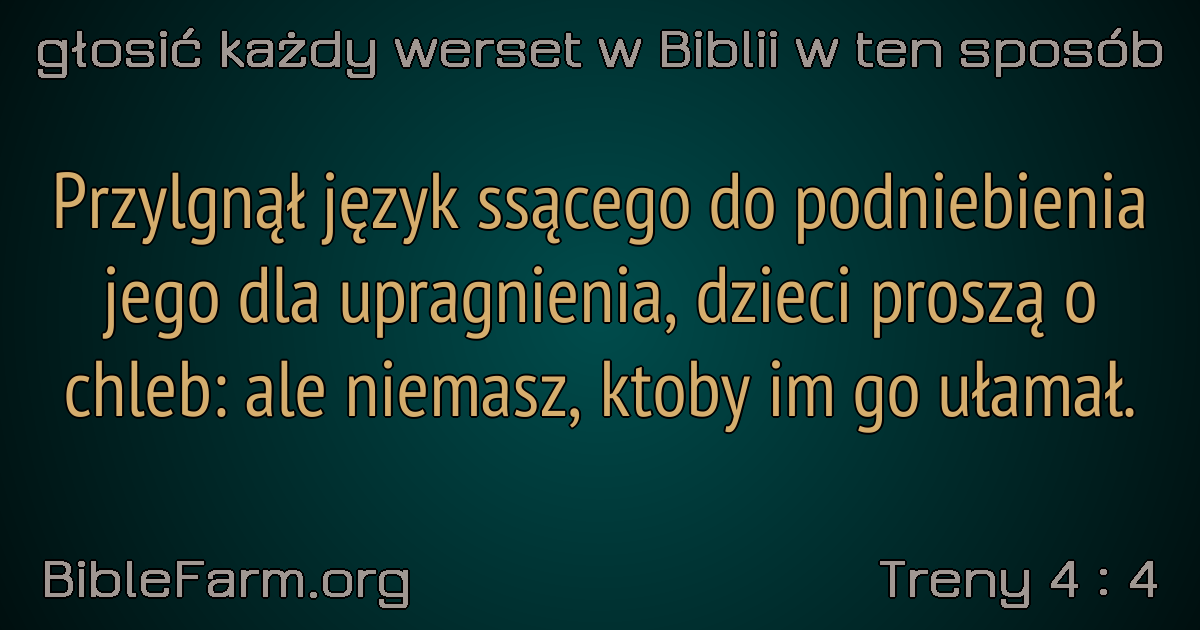 głosić każdy werset w Biblii w ten sposób
Przylgnął język ssącego do podniebienia
jego dla upragnienia, dzieci proszą o
chleb: ale niemasz, ktoby im go ułamał.
BibleFarm.org
Treny 4 : 4